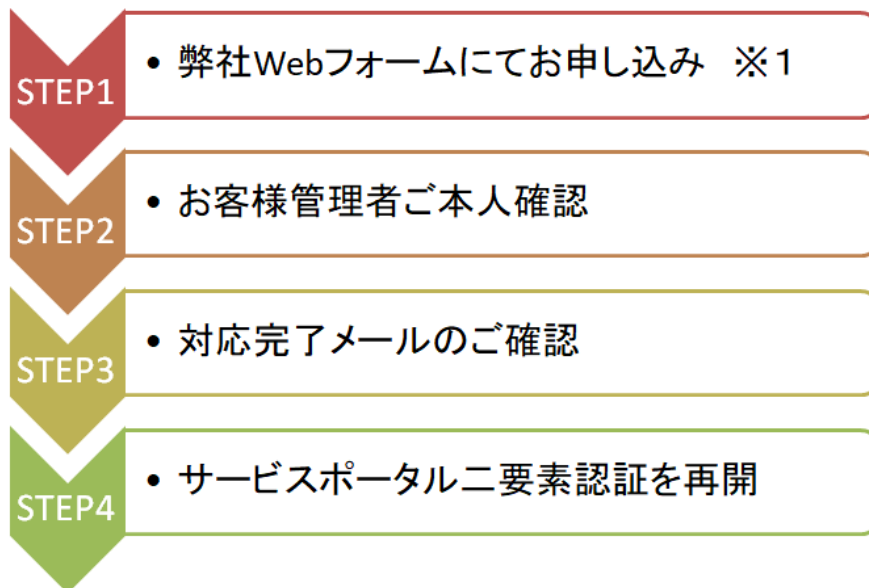 STEP1
• 弊社Webフォームにてお申し込み ※1
STEP2
• お客様管理者ご本人確認
STEP3
• 対応完了メールのご確認
STEP4
• サービスポータル二要素認証を再開